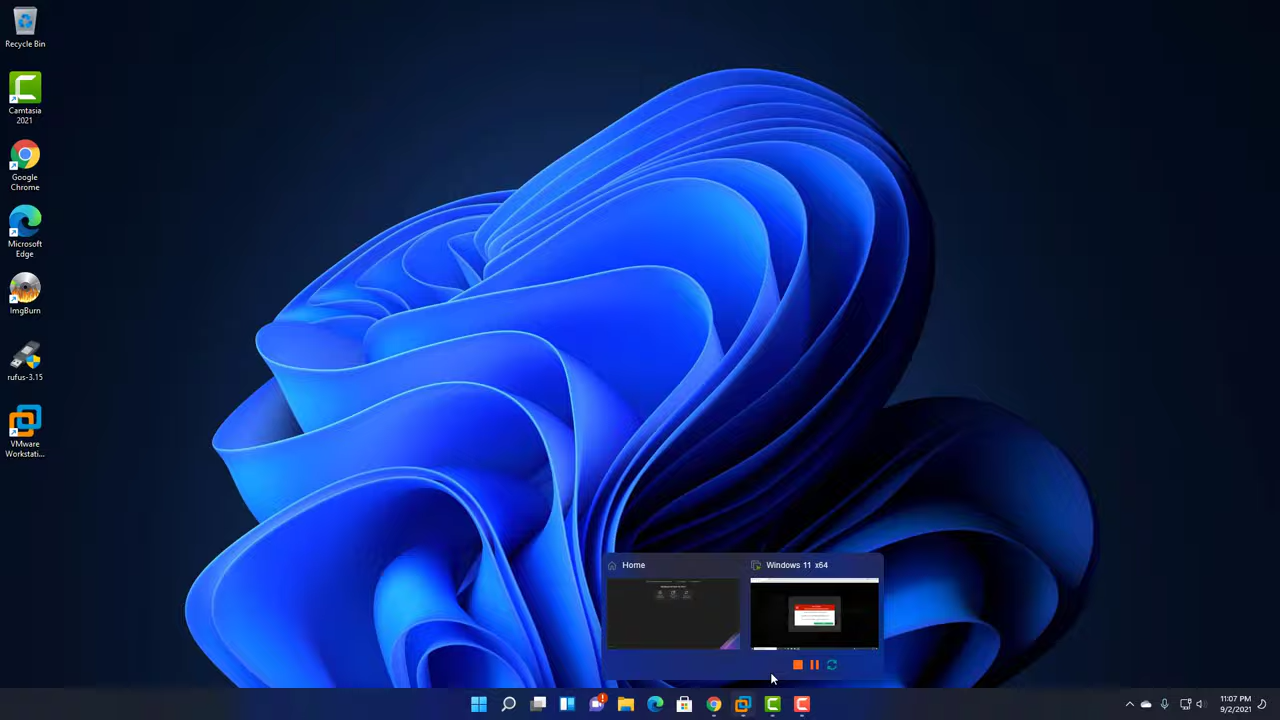 Recycle Bin
Camtasia
2021
Google
Chrome
Microsoft
Edge
ImgBurn
rufus-3.15
VMware
Workstati...
Home
Windows 11 x64
11:07 PM
9/2/2021